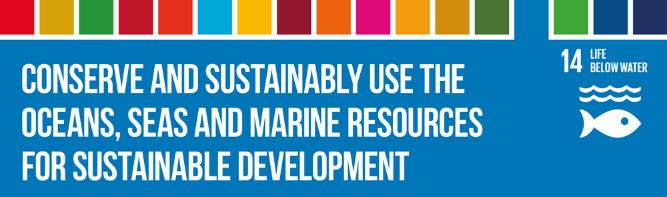 CONSERVE AND SUSTAINABLY USE THE
OCEANS, SEAS AND MARINE RESOURCES
FOR SUSTAINABLE DEVELOPMENT
14 LIFE
BELOW WATER